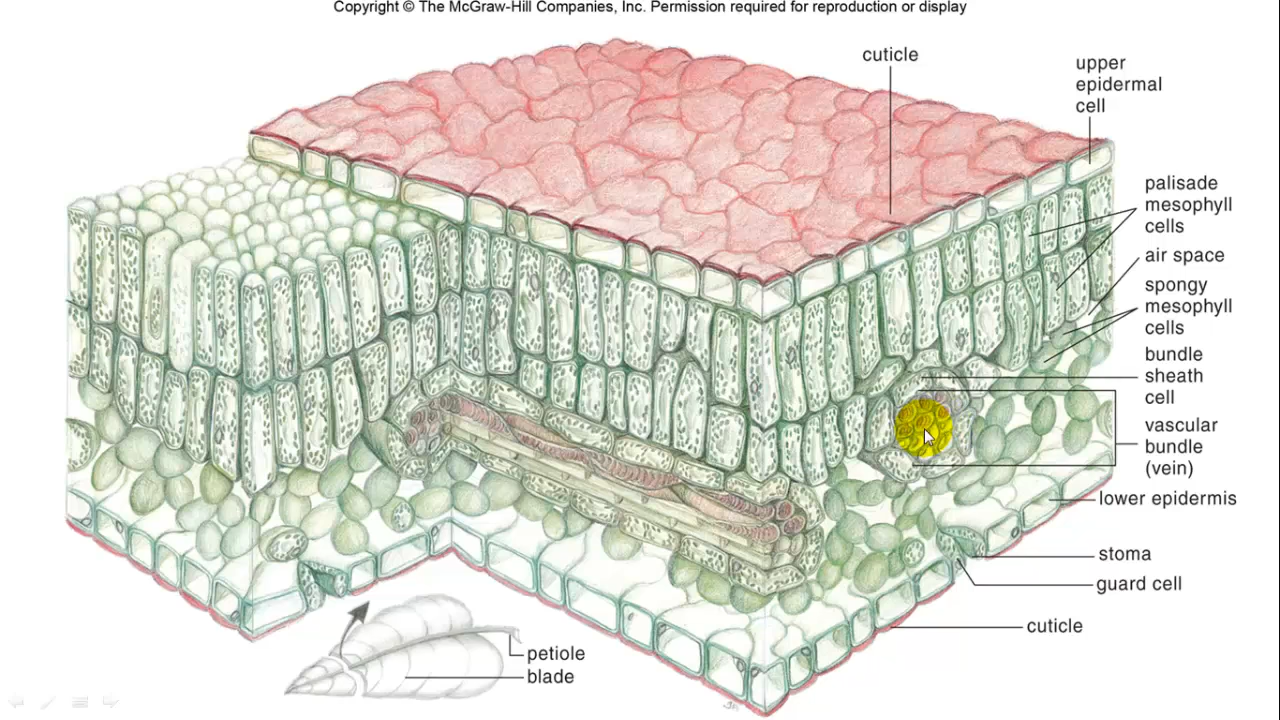 Copyright © The McGraw-Hill Companies, Inc. Permission required for reproduction or display
cuticle
upper
epidermal
cell
palisade
mesophyll
cells
air space
spongy
mesophyll
cells
bundle
sheath
cell
vascular
bundle
(vein)
lower epidermis
stoma
guard cell
cuticle
petiole
blade